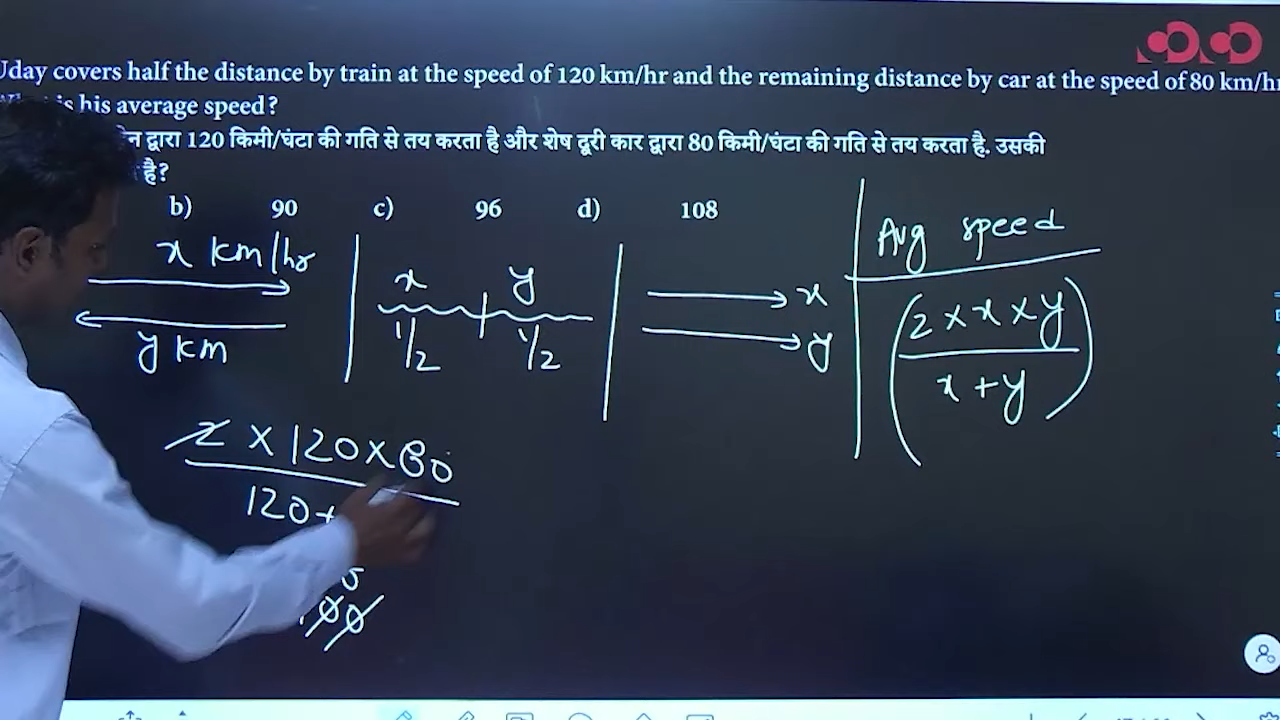 Uday covers half the distance by train at the speed of 120 km/hr and the remaining distance by car at the speed of 80 km/hr
is his average speed?
द्वारा 120 किमी/घंटा की गति से तय करता है और शेष दूरी कार द्वारा 80 किमी/घंटा की गति से तय करता है. उसकी
है?
b) 90 c) 96 d) 108
x km/hr
y km
x y
1/2 1/2
x
y
Avg speed
2 × x × y
x + y
2 × 120 × 80
120 +